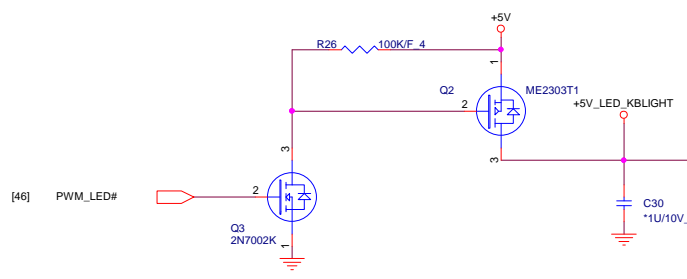 +5V
R26 100K/F_4
1
Q2 ME2303T1
2
+5V_LED_KBLIGHT
3
3
[46] PWM_LED# 2
C30
*1U/10V_
Q3
2N7002K
1